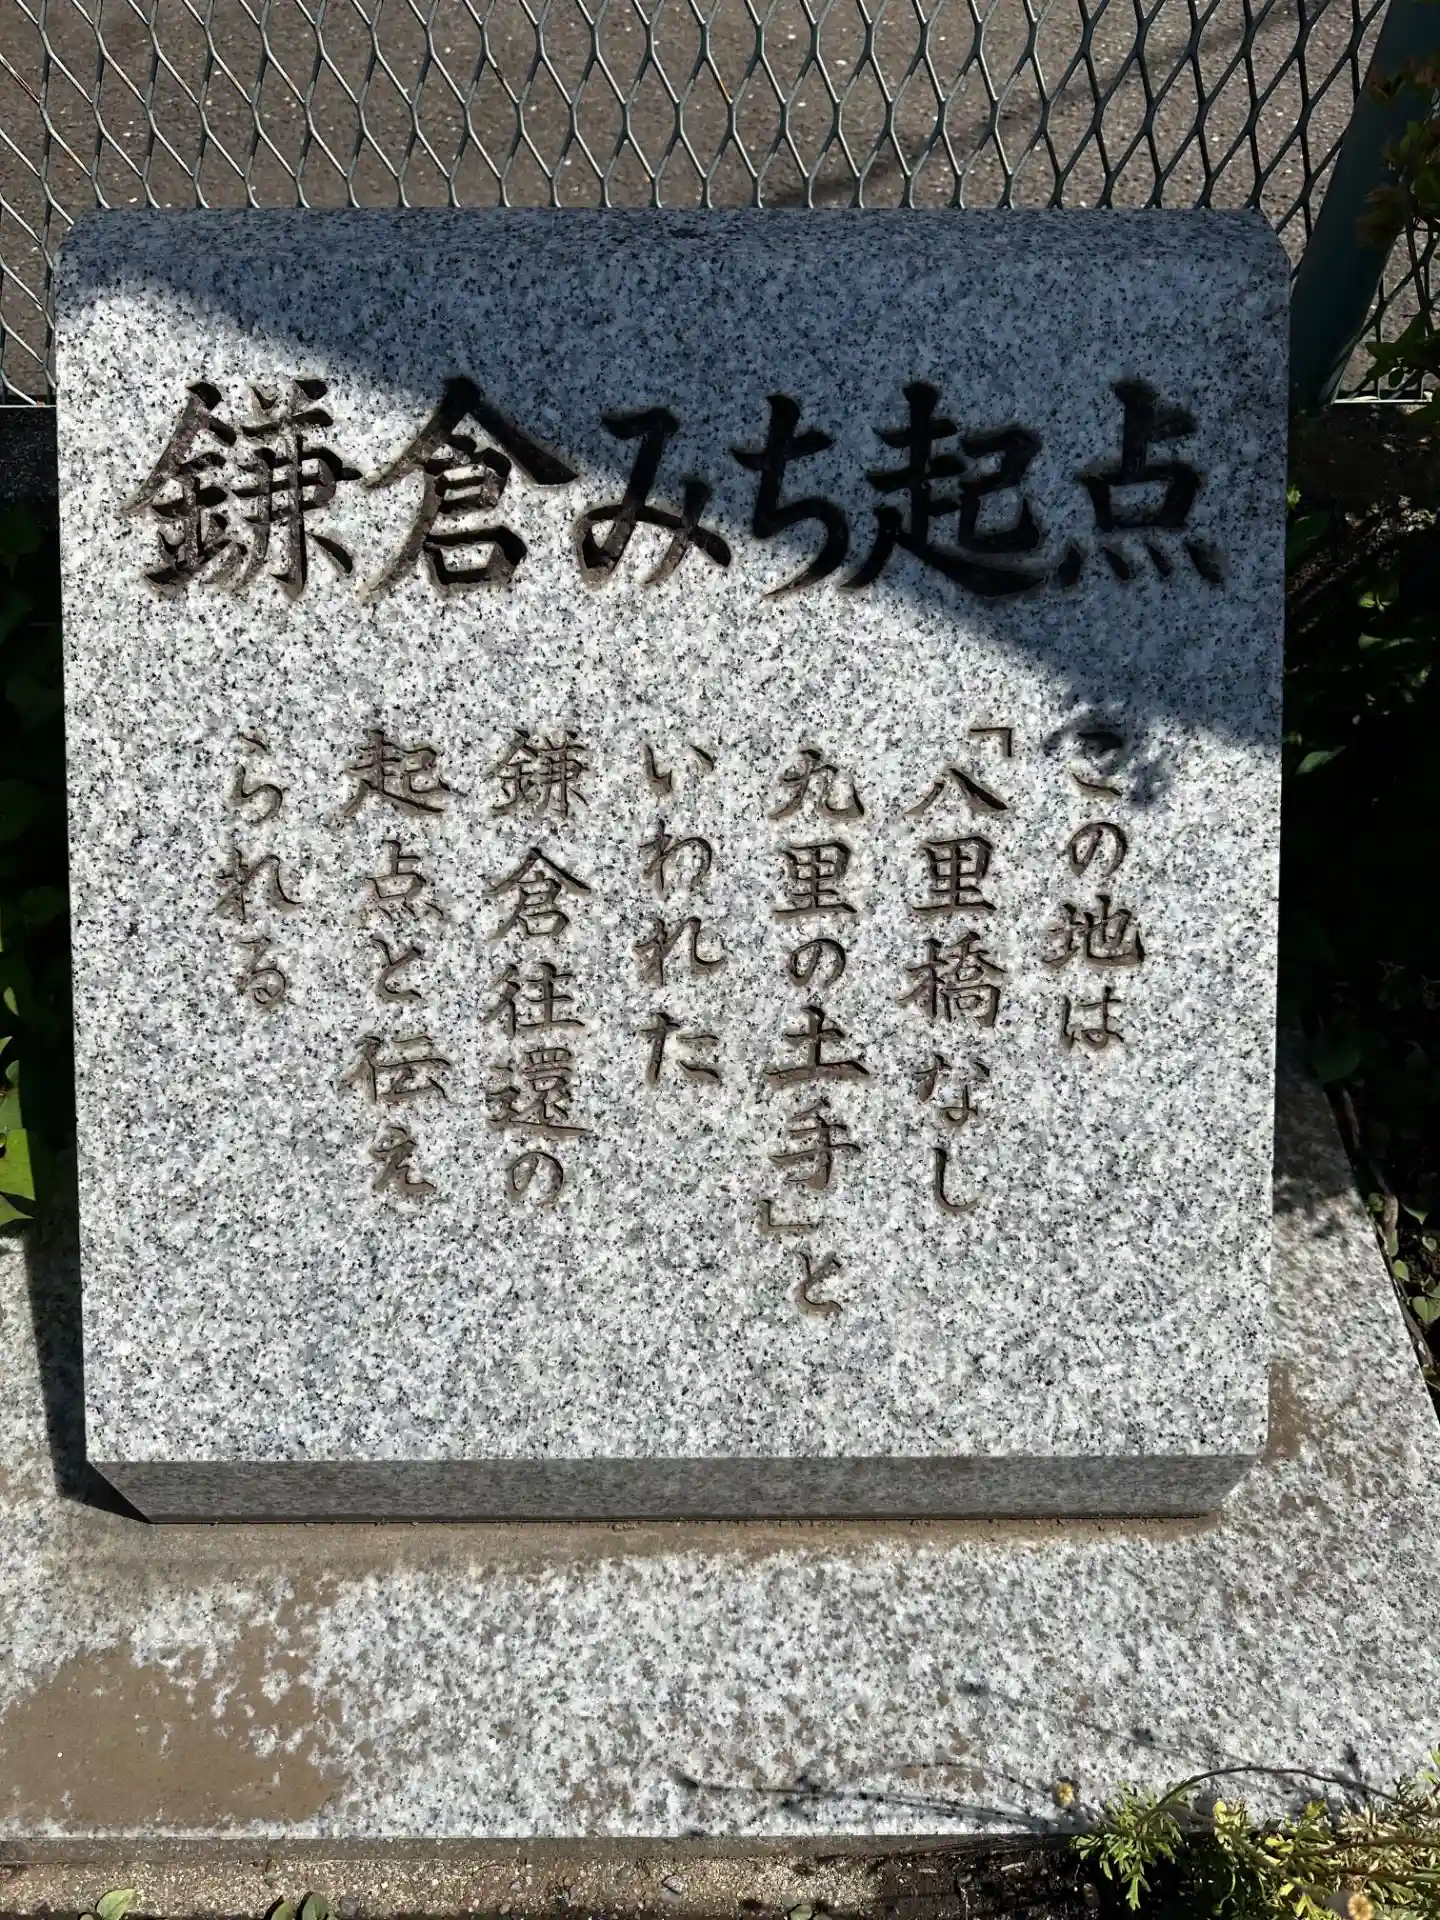 鎌倉みち起点
この地は
「八里橋なし
九里の土手」と
いわれた
鎌倉往還の
起点と伝え
られる